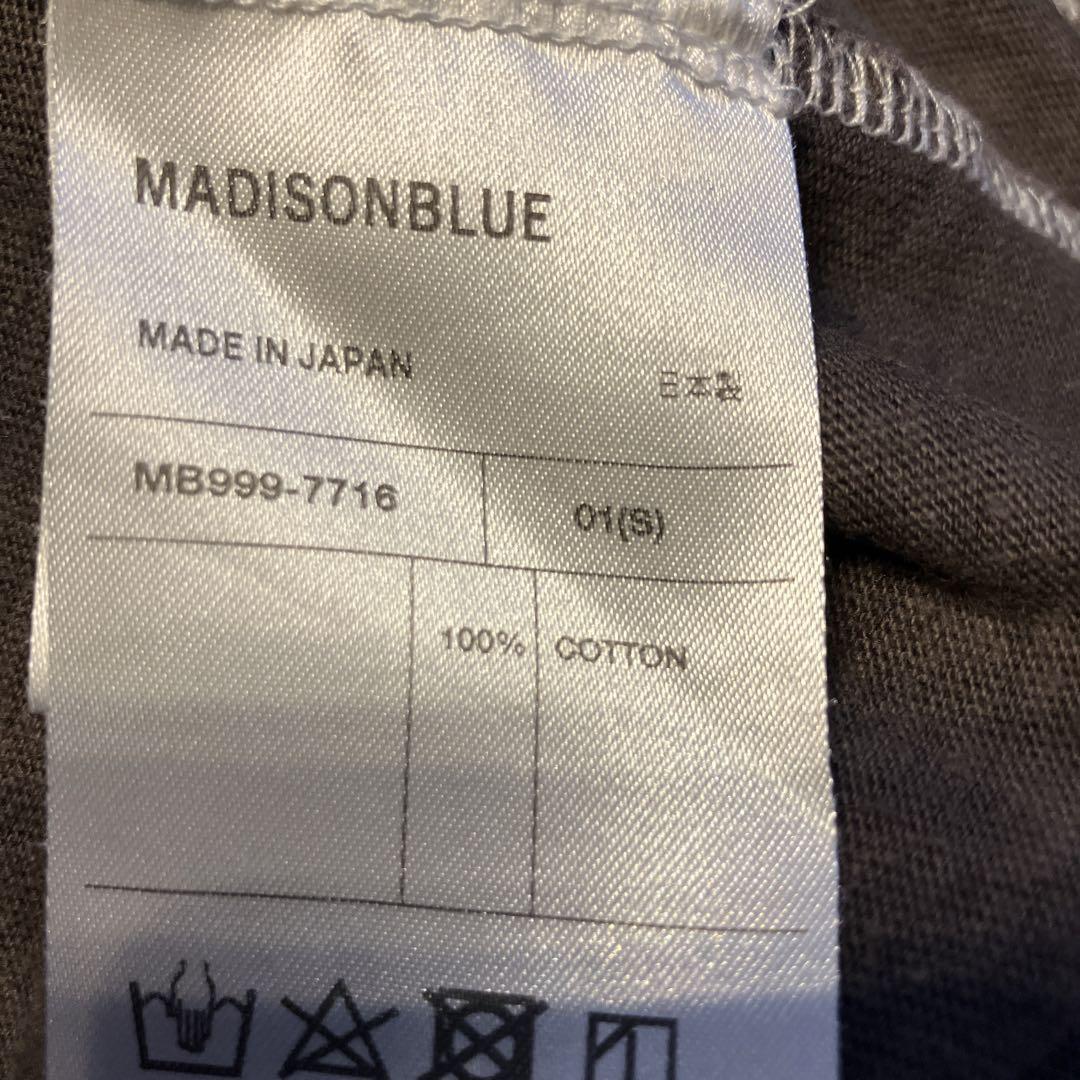 MADISONBLUE
MADE IN JAPAN 日本製
MB999-7716 01(S)
100% COTTON